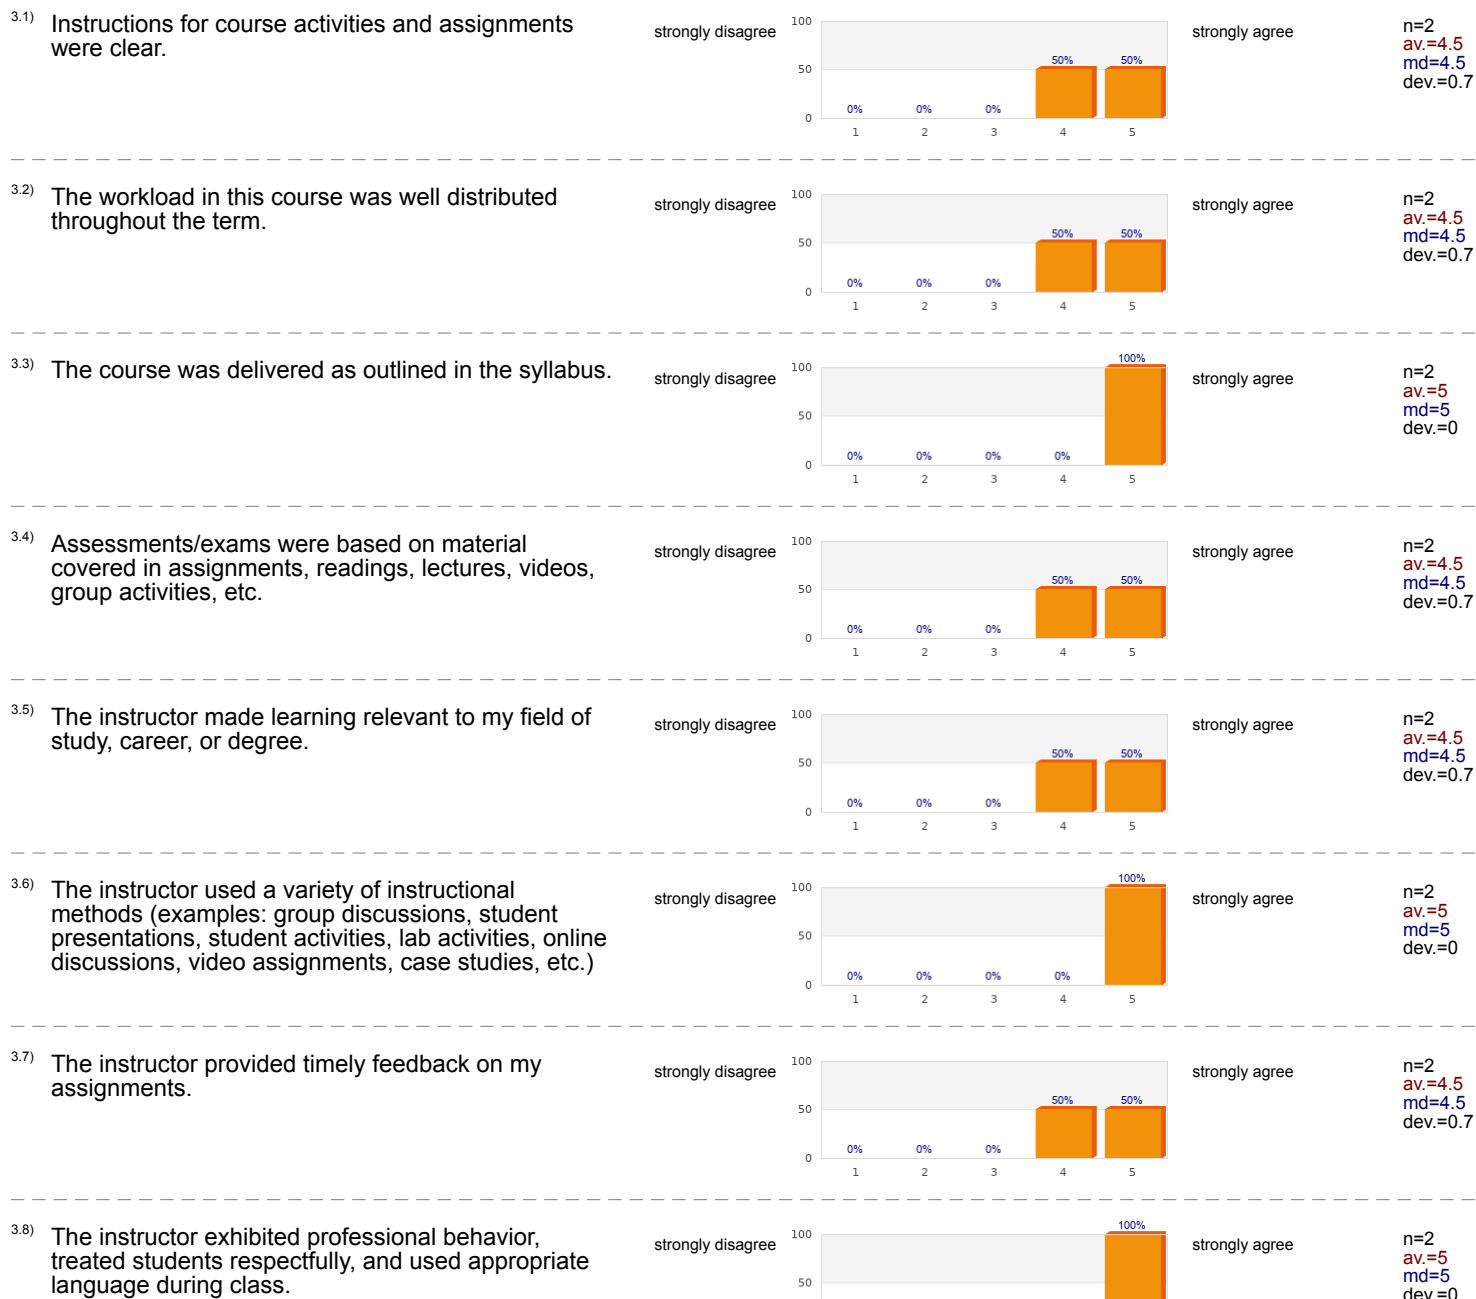 3.1) Instructions for course activities and assignments
were clear.
strongly disagree
100
50
0
0%
0%
0%
50%
50%
1
2
3
4
5
strongly agree
n=2
av.=4.5
md=4.5
dev.=0.7
3.2) The workload in this course was well distributed
throughout the term.
strongly disagree
100
50
0
0%
0%
0%
50%
50%
1
2
3
4
5
strongly agree
n=2
av.=4.5
md=4.5
dev.=0.7
3.3) The course was delivered as outlined in the syllabus.
strongly disagree
100
50
0
0%
0%
0%
0%
100%
1
2
3
4
5
strongly agree
n=2
av.=5
md=5
dev.=0
3.4) Assessments/exams were based on material
covered in assignments, readings, lectures, videos,
group activities, etc.
strongly disagree
100
50
0
0%
0%
0%
50%
50%
1
2
3
4
5
strongly agree
n=2
av.=4.5
md=4.5
dev.=0.7
3.5) The instructor made learning relevant to my field of
study, career, or degree.
strongly disagree
100
50
0
0%
0%
0%
50%
50%
1
2
3
4
5
strongly agree
n=2
av.=4.5
md=4.5
dev.=0.7
3.6) The instructor used a variety of instructional
methods (examples: group discussions, student
presentations, student activities, lab activities, online
discussions, video assignments, case studies, etc.)
strongly disagree
100
50
0
0%
0%
0%
0%
100%
1
2
3
4
5
strongly agree
n=2
av.=5
md=5
dev.=0
3.7) The instructor provided timely feedback on my
assignments.
strongly disagree
100
50
0
0%
0%
0%
50%
50%
1
2
3
4
5
strongly agree
n=2
av.=4.5
md=4.5
dev.=0.7
3.8) The instructor exhibited professional behavior,
treated students respectfully, and used appropriate
language during class.
strongly disagree
100
50
100%
strongly agree
n=2
av.=5
md=5
dev.=0